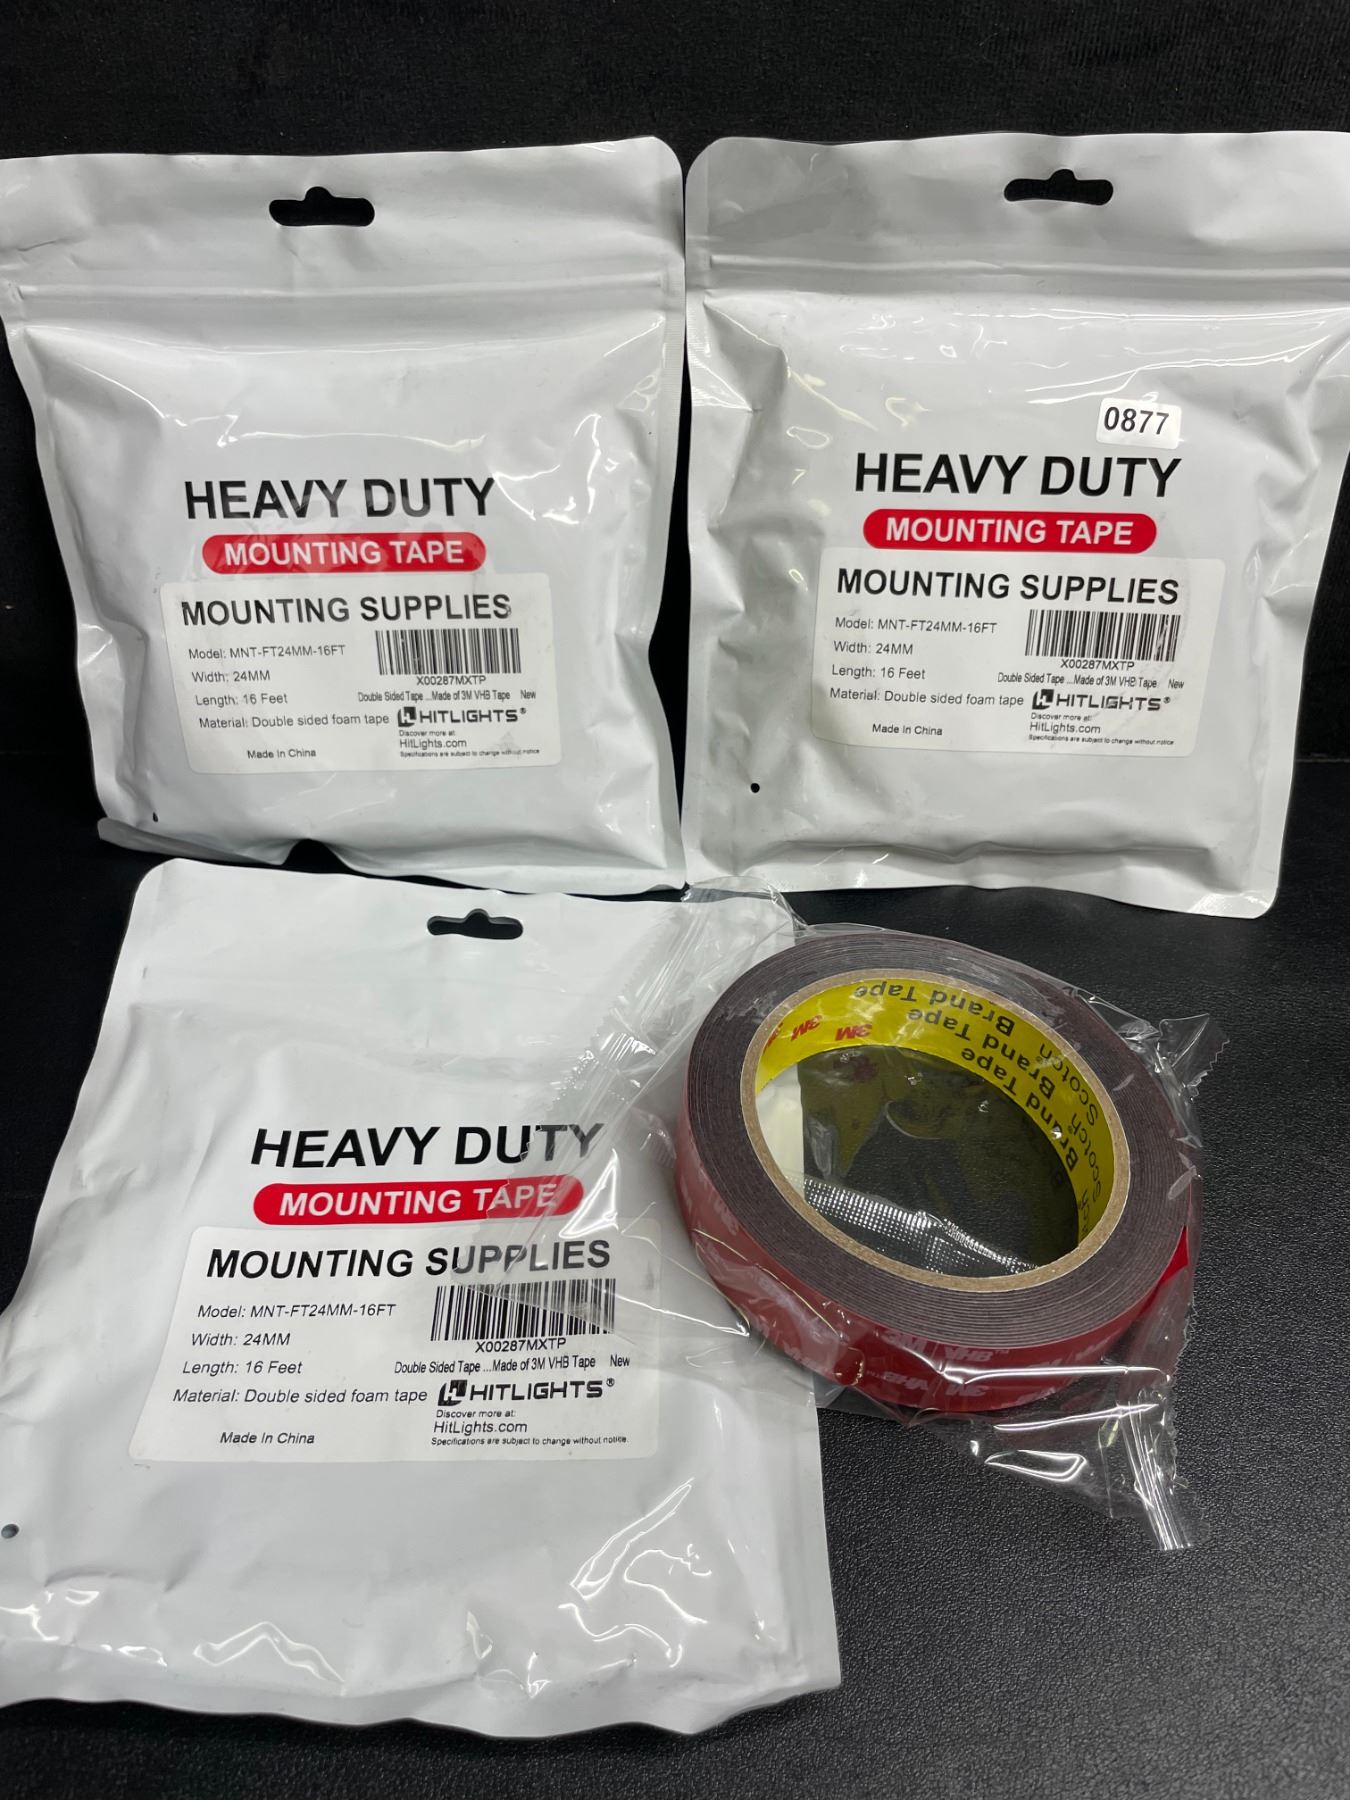 HEAVY DUTY
MOUNTING TAPE
MOUNTING SUPPLIES
Model: MNT-FT24MM-16FT
Width: 24MM
X00287MXTP
Length: 16 Feet
Double Sided Tape ...Made of 3M VHB Tape New
Material: Double sided foam tape
HITLIGHTS®
Discover more at:
HitLights.com
Made In China
Specifications are subject to change without notice
0877
HEAVY DUTY
MOUNTING TAPE
MOUNTING SUPPLIES
Model: MNT-FT24MM-16FT
Width: 24MM
X00287MXTP
Length: 16 Feet
Double Sided Tape ...Made of 3M VHB Tape New
Material: Double sided foam tape
HITLIGHTS®
Discover more at:
HitLights.com
Made In China
Specifications are subject to change without notice
HEAVY DUTY
MOUNTING TAPE
MOUNTING SUPPLIES
Model: MNT-FT24MM-16FT
Width: 24MM
X00287MXTP
Length: 16 Feet
Double Sided Tape ...Made of 3M VHB Tape New
Material: Double sided foam tape
HITLIGHTS®
Discover more at:
HitLights.com
Made In China
Specifications are subject to change without notice.
3M 3M 3M
Brand Tape
Scotch® Brand Tape
Scotch® Brand Tape
3M VHB™ 3M